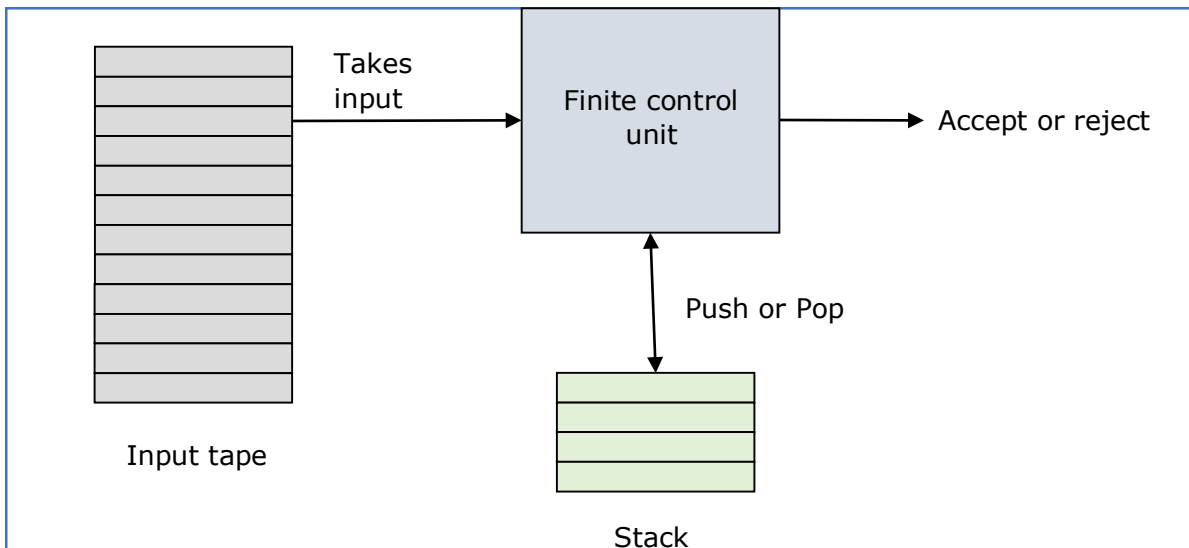 Takes
input
Finite control
unit
Accept or reject
Push or Pop
Input tape
Stack